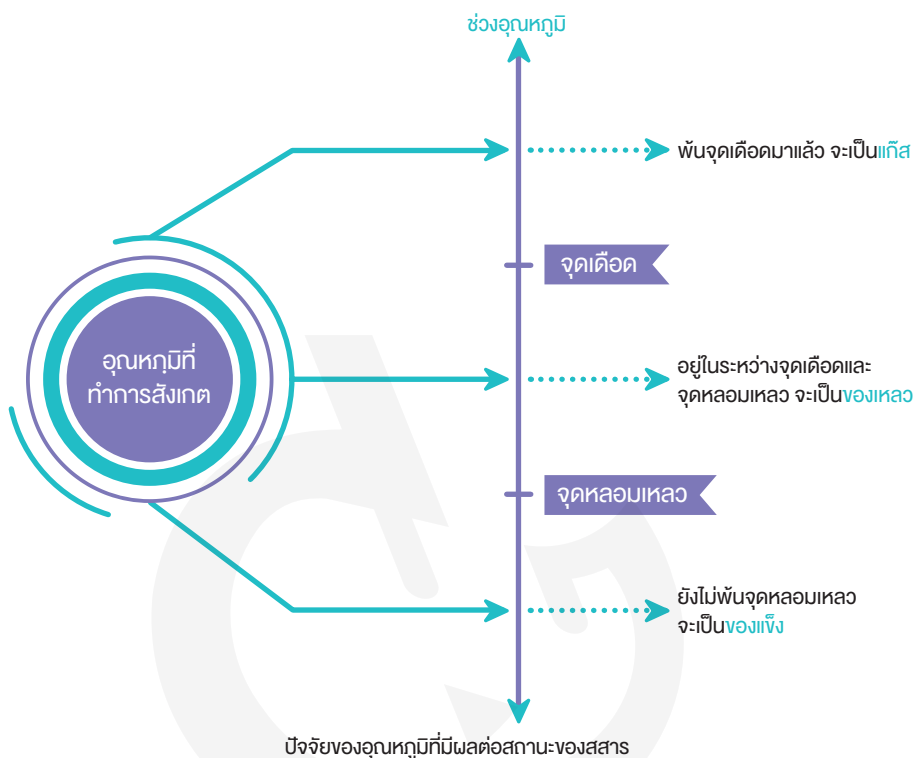 ช่วงอุณหภูมิ
พ้นจุดเดือดมาแล้ว จะเป็นแก๊ส
จุดเดือด
อุณหภูมิที่
ทำการสังเกต
อยู่ในระหว่างจุดเดือดและ
จุดหลอมเหลว จะเป็นของเหลว
จุดหลอมเหลว
ยังไม่พ้นจุดหลอมเหลว
จะเป็นของแข็ง
ปัจจัยของอุณหภูมิที่มีผลต่อสถานะของสสาร